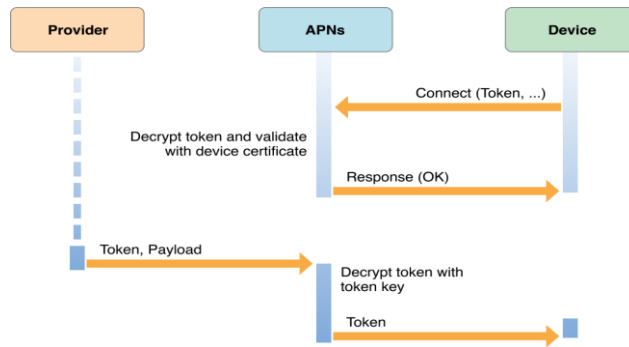 Provider
APNs
Device
Connect (Token, ...)
Decrypt token and validate
with device certificate
Response (OK)
Token, Payload
Decrypt token with
token key
Token